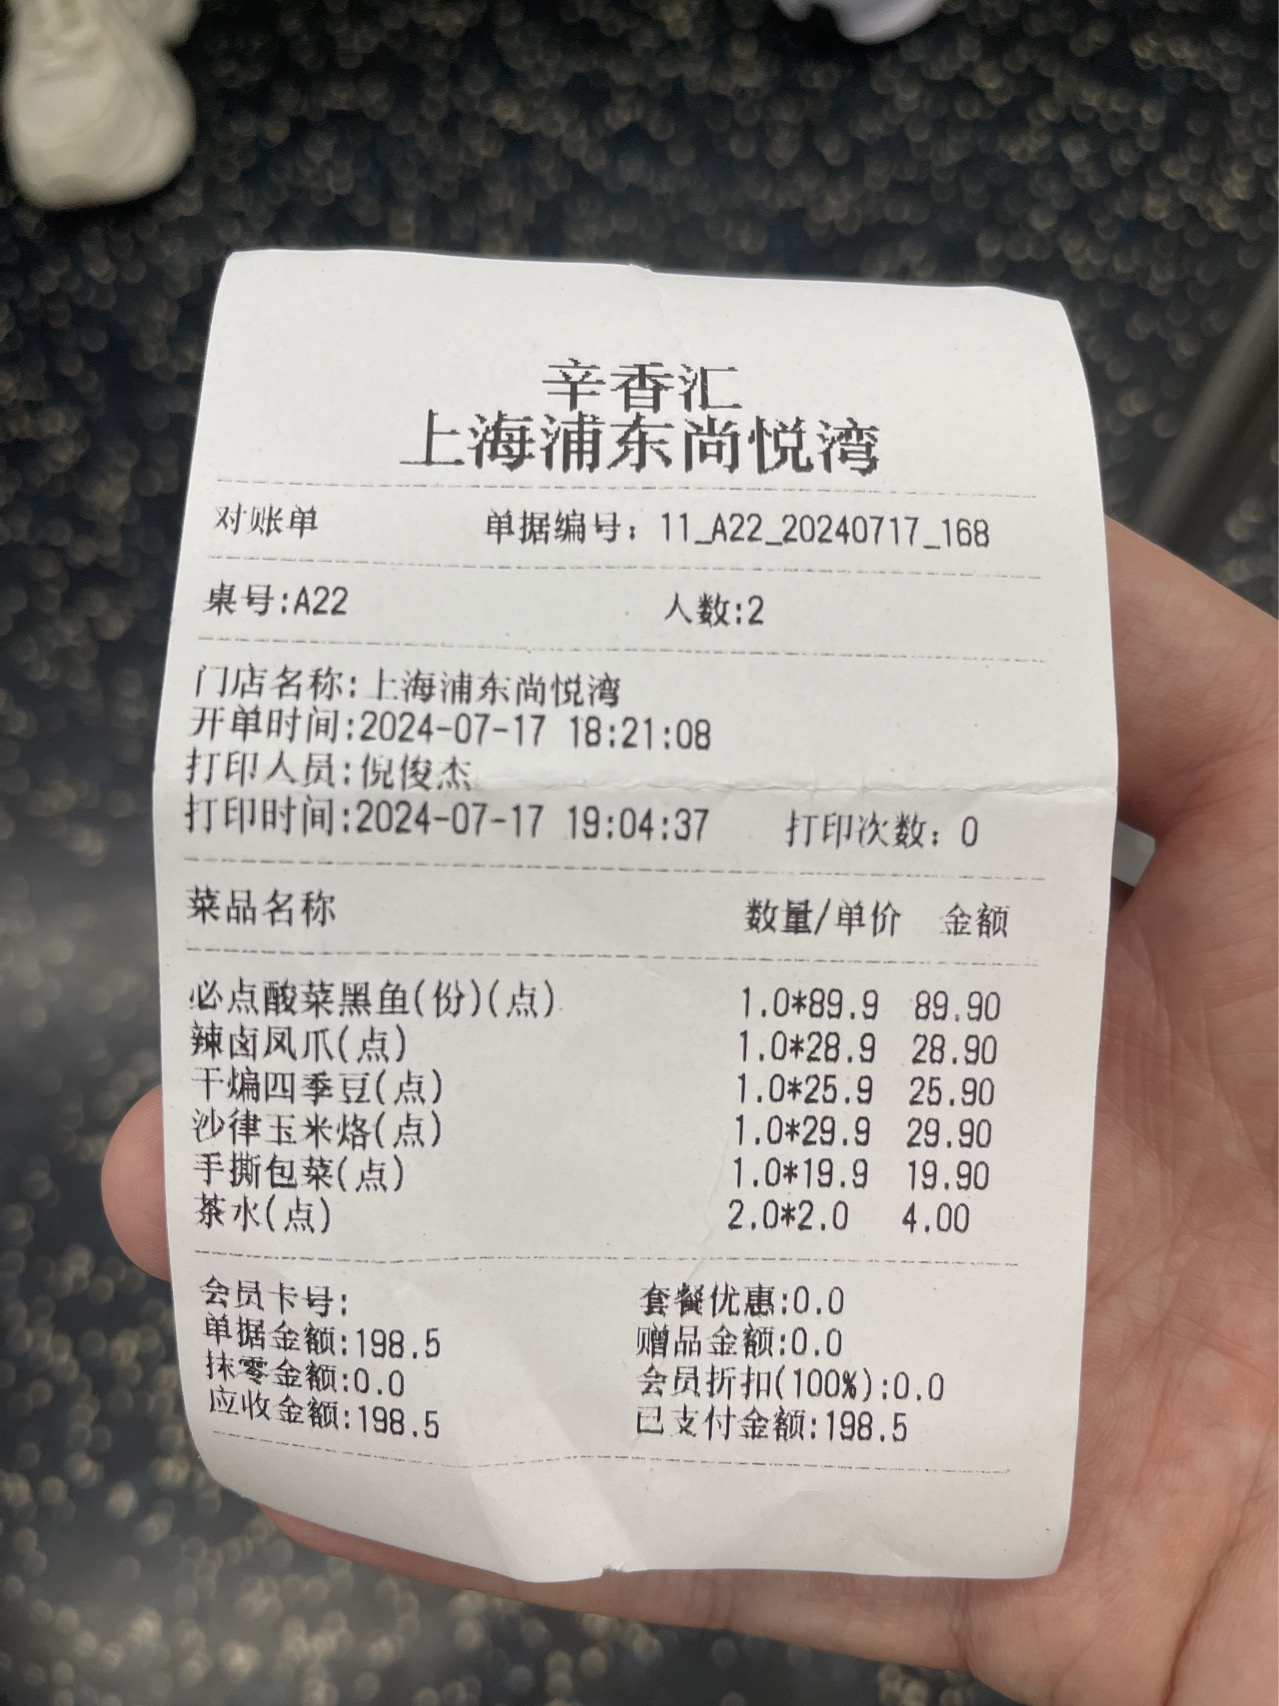 辛香汇
上海浦东尚悦湾
对账单 单据编号：11_A22_20240717_168
桌号:A22 人数:2
门店名称:上海浦东尚悦湾
开单时间:2024-07-17 18:21:08
打印人员:倪俊杰
打印时间:2024-07-17 19:04:37 打印次数：0
菜品名称 数量/单价 金额
必点酸菜黑鱼(份)(点) 1.0*89.9 89.90
辣卤凤爪(点) 1.0*28.9 28.90
干煸四季豆(点) 1.0*25.9 25.90
沙律玉米烙(点) 1.0*29.9 29.90
手撕包菜(点) 1.0*19.9 19.90
茶水(点) 2.0*2.0 4.00
会员卡号: 套餐优惠:0.0
单据金额:198.5 赠品金额:0.0
抹零金额:0.0 会员折扣(100%):0.0
应收金额:198.5 已支付金额:198.5